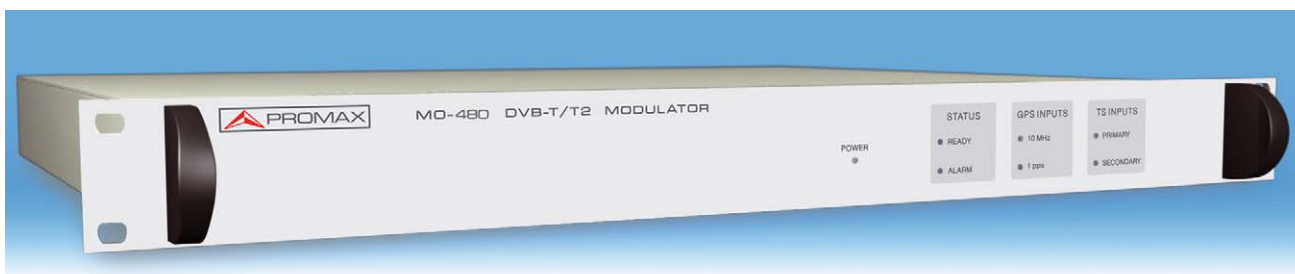 PROMAX
MO-480 DVB-T/T2 MODULATOR
POWER
STATUS
READY
ALARM
GPS INPUTS
10 MHz
1 pps
TS INPUTS
PRIMARY
SECONDARY